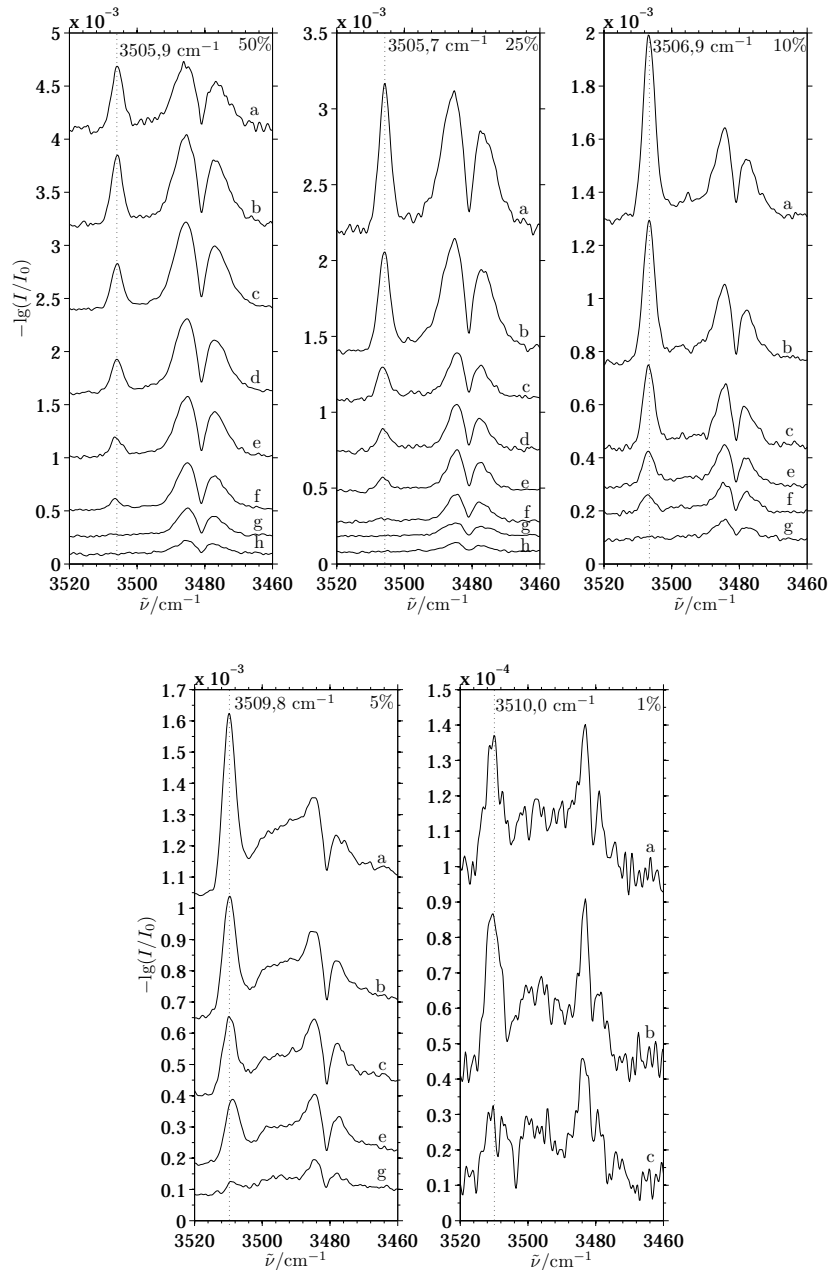 x 10⁻³
3505,9 cm⁻¹ 50%
5
4.5
4
3.5
3
2.5
2
1.5
1
0.5
0
a
b
c
d
e
f
g
h
3520 3500 3480 3460
ν̃/cm⁻¹
−lg(I/I₀)
x 10⁻³
3505,7 cm⁻¹ 25%
3.5
3
2.5
2
1.5
1
0.5
0
a
b
c
d
e
f
g
h
3520 3500 3480 3460
ν̃/cm⁻¹
x 10⁻³
3506,9 cm⁻¹ 10%
2
1.8
1.6
1.4
1.2
1
0.8
0.6
0.4
0.2
0
a
b
c
e
f
g
3520 3500 3480 3460
ν̃/cm⁻¹
x 10⁻³
3509,8 cm⁻¹ 5%
1.7
1.6
1.5
1.4
1.3
1.2
1.1
1
0.9
0.8
0.7
0.6
0.5
0.4
0.3
0.2
0.1
0
a
b
c
e
g
3520 3500 3480 3460
ν̃/cm⁻¹
−lg(I/I₀)
x 10⁻⁴
3510,0 cm⁻¹ 1%
1.5
1.4
1.3
1.2
1.1
1
0.9
0.8
0.7
0.6
0.5
0.4
0.3
0.2
0.1
0
a
b
c
3520 3500 3480 3460
ν̃/cm⁻¹